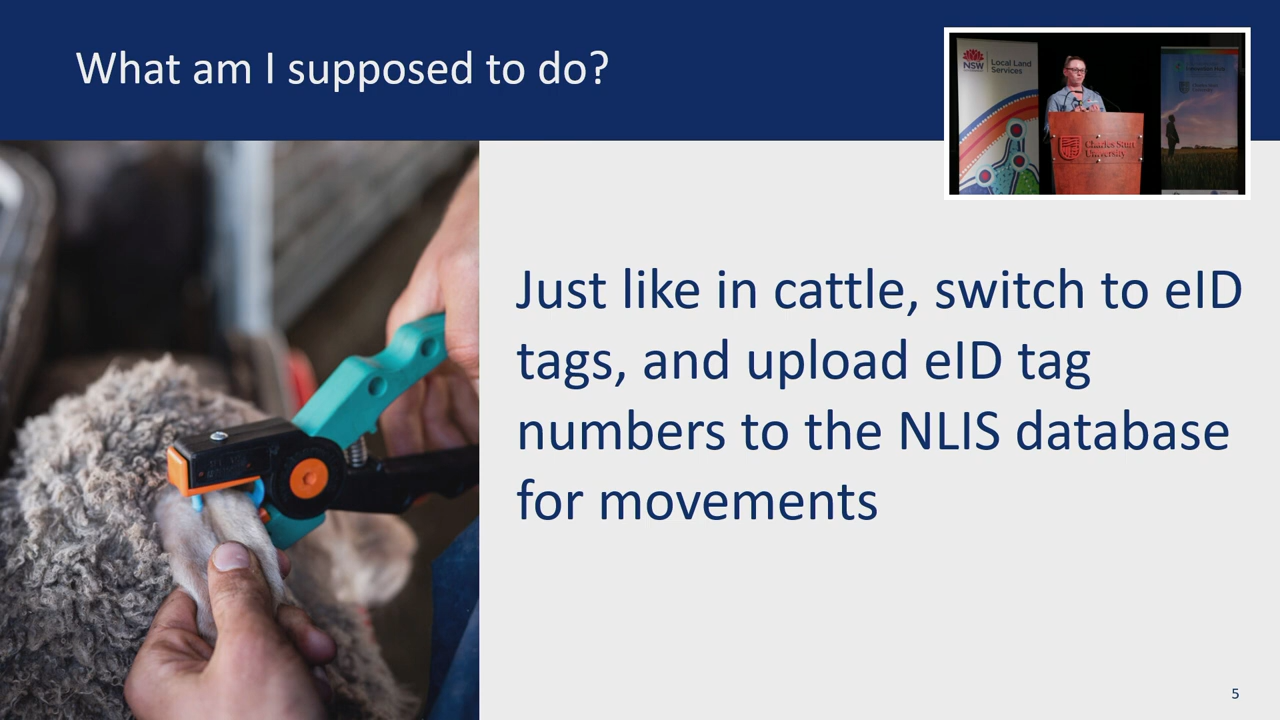 What am I supposed to do?
NSW
Local Land
Services
Charles Sturt
University
Just like in cattle, switch to eID
tags, and upload eID tag
numbers to the NLIS database
for movements
5